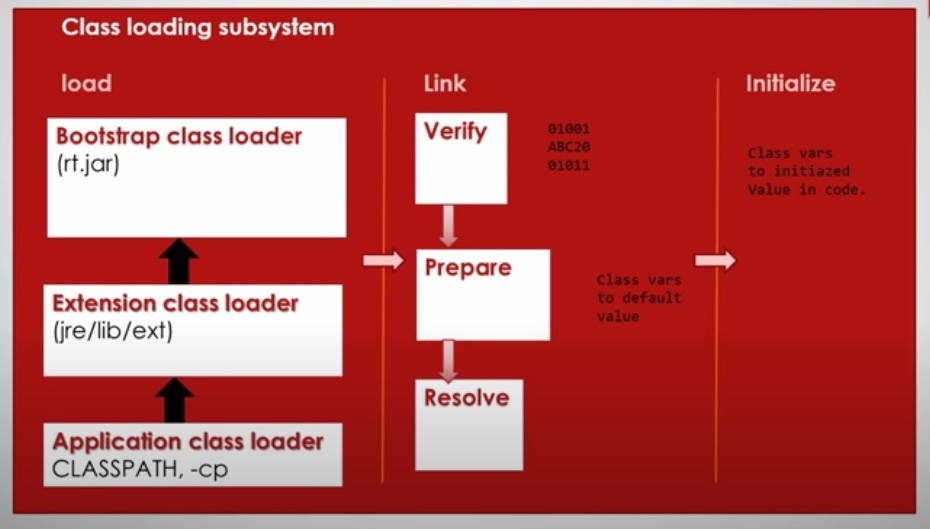 Class loading subsystem
load
Bootstrap class loader
(rt.jar)
Extension class loader
(jre/lib/ext)
Application class loader
CLASSPATH, -cp
Link
Verify
01001
ABC20
01011
Prepare
Class vars
to default
value
Resolve
Initialize
Class vars
to initiazed
Value in code.